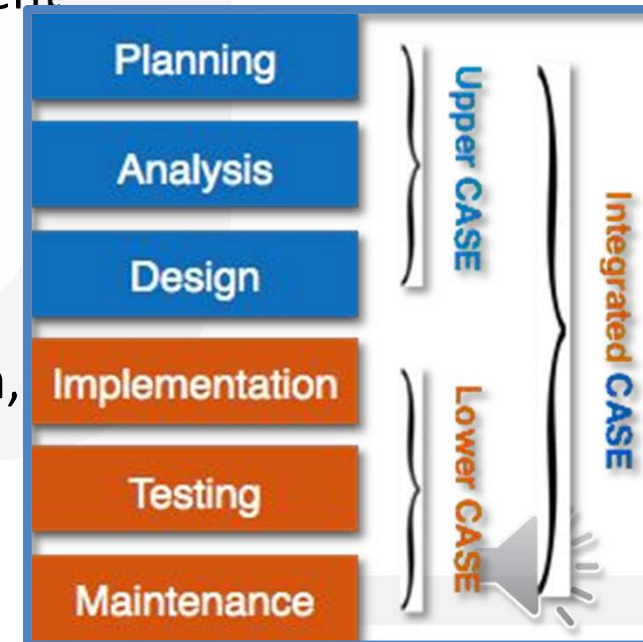 Planning
Analysis
Design
Implementation
Testing
Maintenance
Upper CASE
Lower CASE
Integrated CASE